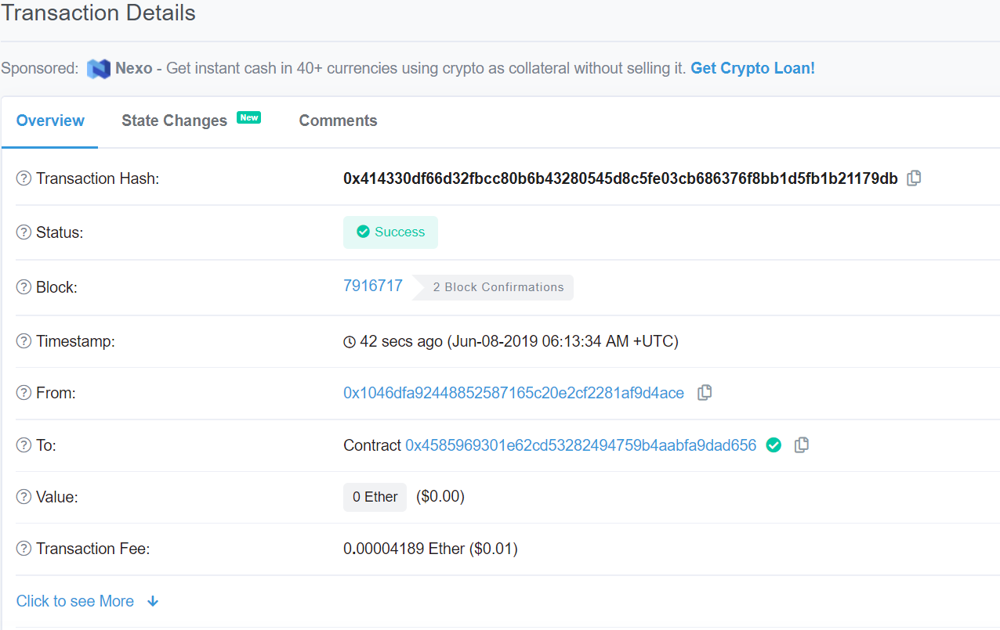 Transaction Details
Sponsored: Nexo - Get instant cash in 40+ currencies using crypto as collateral without selling it. Get Crypto Loan!
Overview State Changes New Comments
Transaction Hash: 0x414330df66d32fbcc80b6b43280545d8c5fe03cb686376f8bb1d5fb1b21179db
Status: Success
Block: 7916717 2 Block Confirmations
Timestamp: 42 secs ago (Jun-08-2019 06:13:34 AM +UTC)
From: 0x1046dfa92448852587165c20e2cf2281af9d4ace
To: Contract 0x4585969301e62cd53282494759b4aabfa9dad656
Value: 0 Ether ($0.00)
Transaction Fee: 0.00004189 Ether ($0.01)
Click to see More